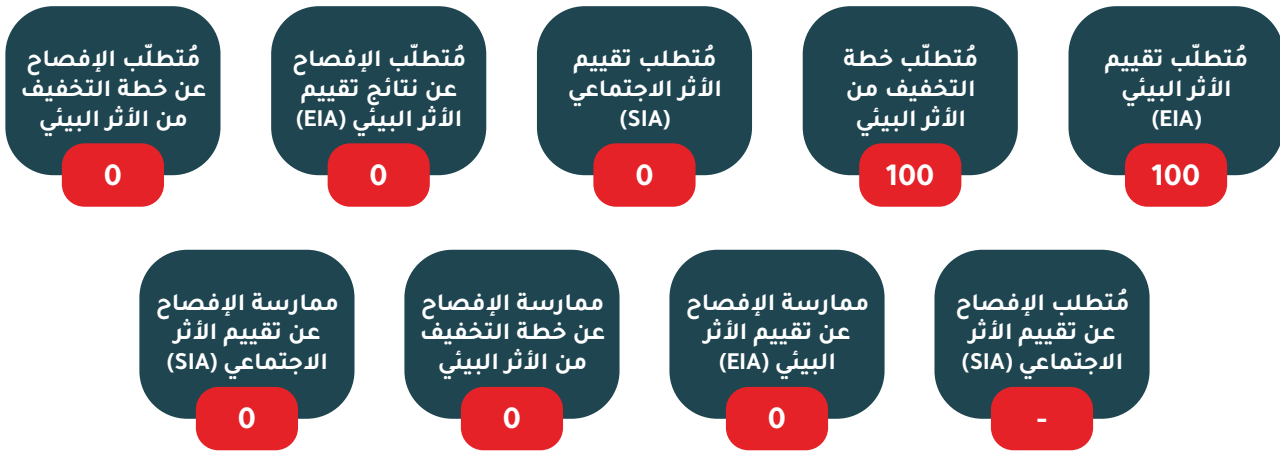 مُتطلّب تقييم
الأثر البيئي
(EIA)
100
مُتطلّب خطة
التخفيف من
الأثر البيئي
100
مُتطلب تقييم
الأثر الاجتماعي
(SIA)
0
مُتطلّب الإفصاح
عن نتائج تقييم
الأثر البيئي (EIA)
0
مُتطلّب الإفصاح
عن خطة التخفيف
من الأثر البيئي
0
مُتطلب الإفصاح
عن تقييم الأثر
الاجتماعي (SIA)
-
ممارسة الإفصاح
عن تقييم الأثر
البيئي (EIA)
0
ممارسة الإفصاح
عن خطة التخفيف
من الأثر البيئي
0
ممارسة الإفصاح
عن تقييم الأثر
الاجتماعي (SIA)
0